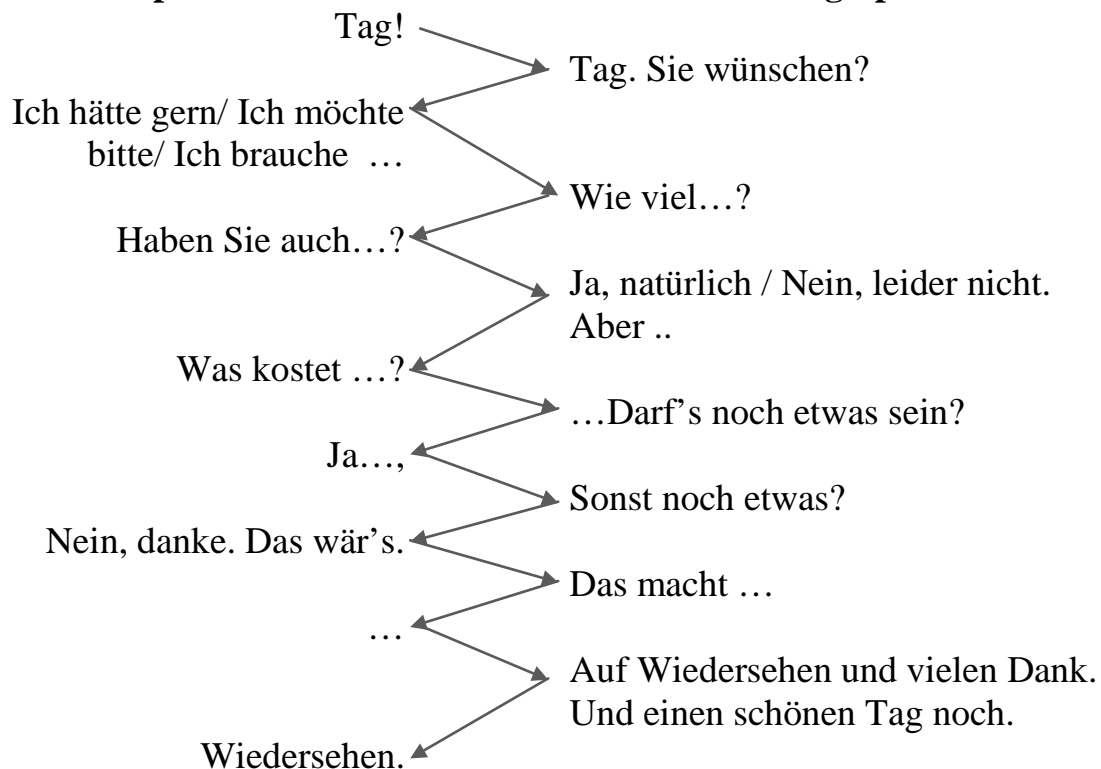 Tag!
Tag. Sie wünschen?
Ich hätte gern/ Ich möchte
bitte/ Ich brauche …
Wie viel…?
Haben Sie auch…?
Ja, natürlich / Nein, leider nicht.
Aber ..
Was kostet …?
…Darf’s noch etwas sein?
Ja…,
Sonst noch etwas?
Nein, danke. Das wär’s.
Das macht …
…
Auf Wiedersehen und vielen Dank.
Und einen schönen Tag noch.
Wiedersehen.